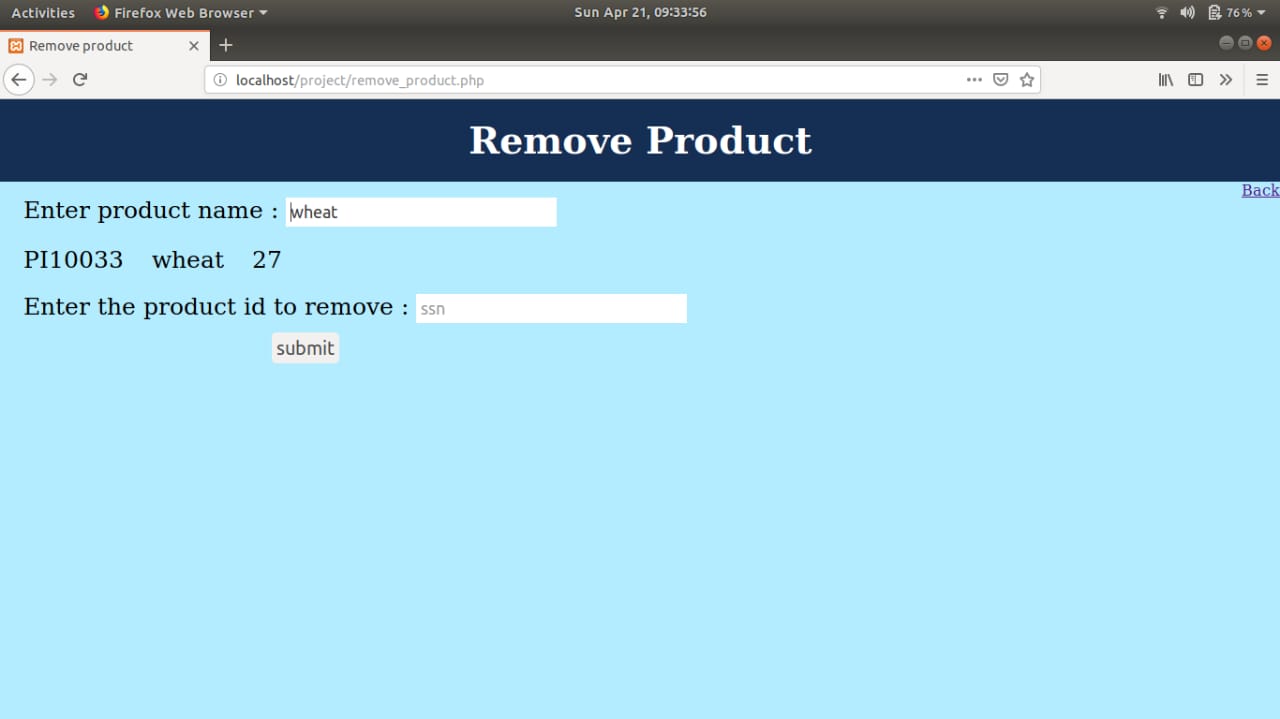 Activities Firefox Web Browser Sun Apr 21, 09:33:56 76%
Remove product
localhost/project/remove_product.php
Remove Product
Back
Enter product name : wheat
PI10033 wheat 27
Enter the product id to remove : ssn
submit